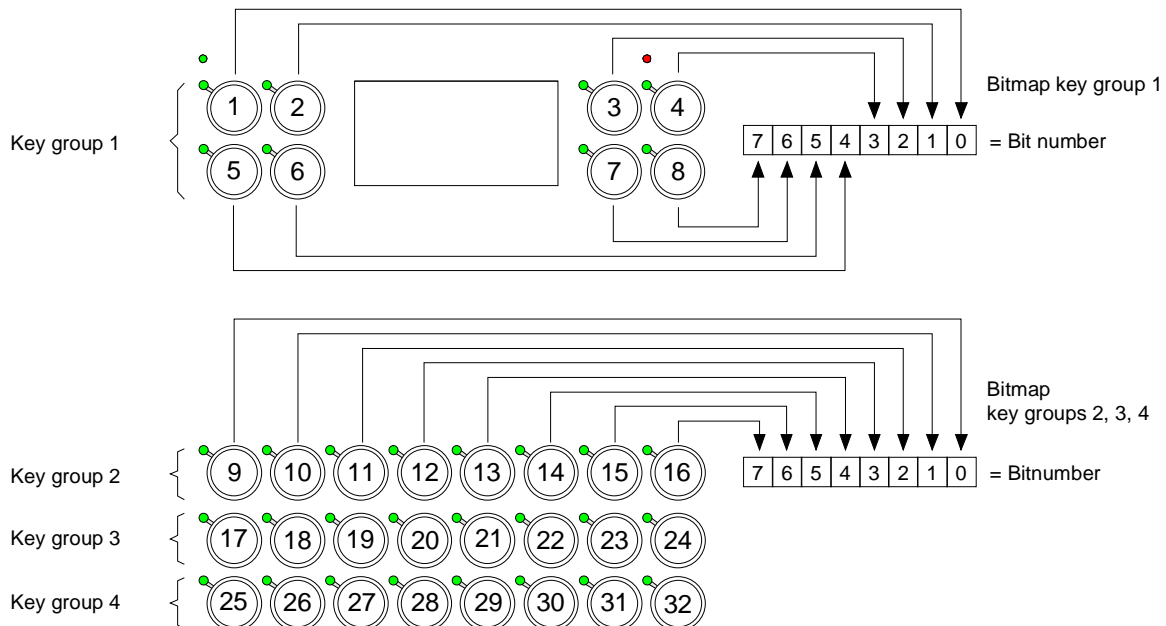 Bitmap key group 1
1 2 3 4
Key group 1
7 6 5 4 3 2 1 0 = Bit number
5 6 7 8
Bitmap
key groups 2, 3, 4
Key group 2
9 10 11 12 13 14 15 16
7 6 5 4 3 2 1 0 = Bitnumber
Key group 3
17 18 19 20 21 22 23 24
Key group 4
25 26 27 28 29 30 31 32